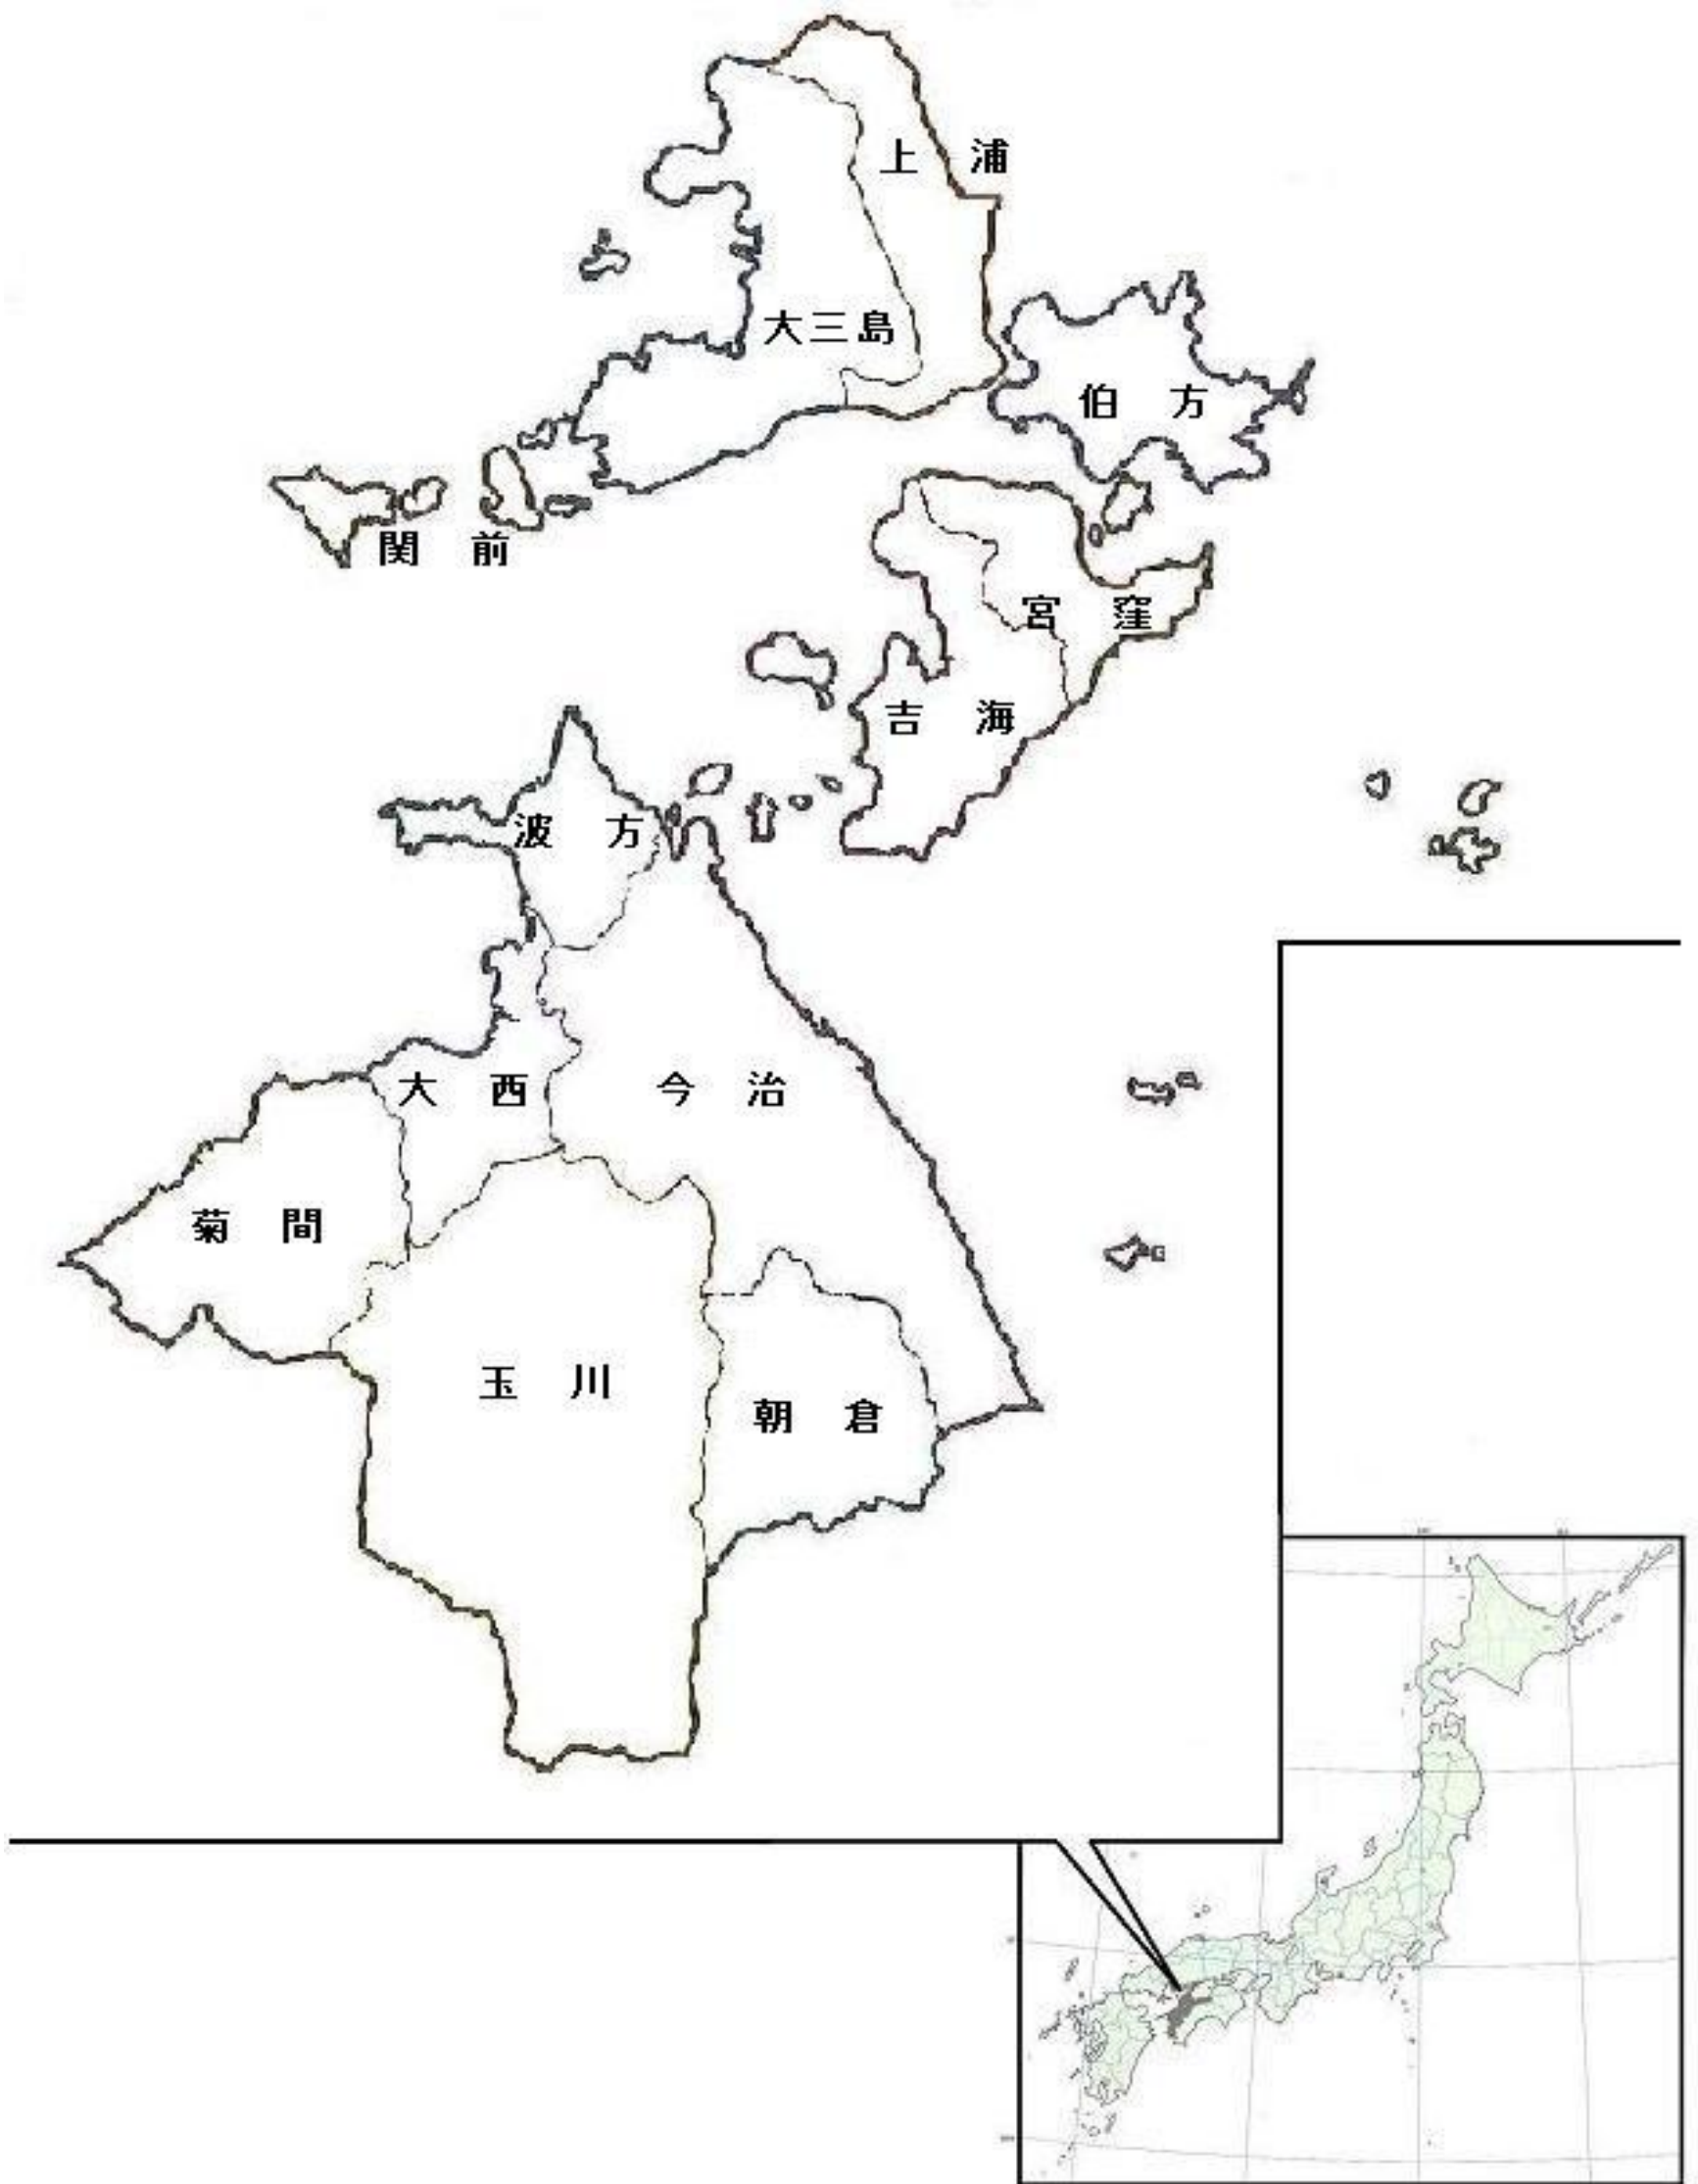 上浦
大三島
伯方
関前
宮窪
吉海
波方
大西
今治
菊間
玉川
朝倉